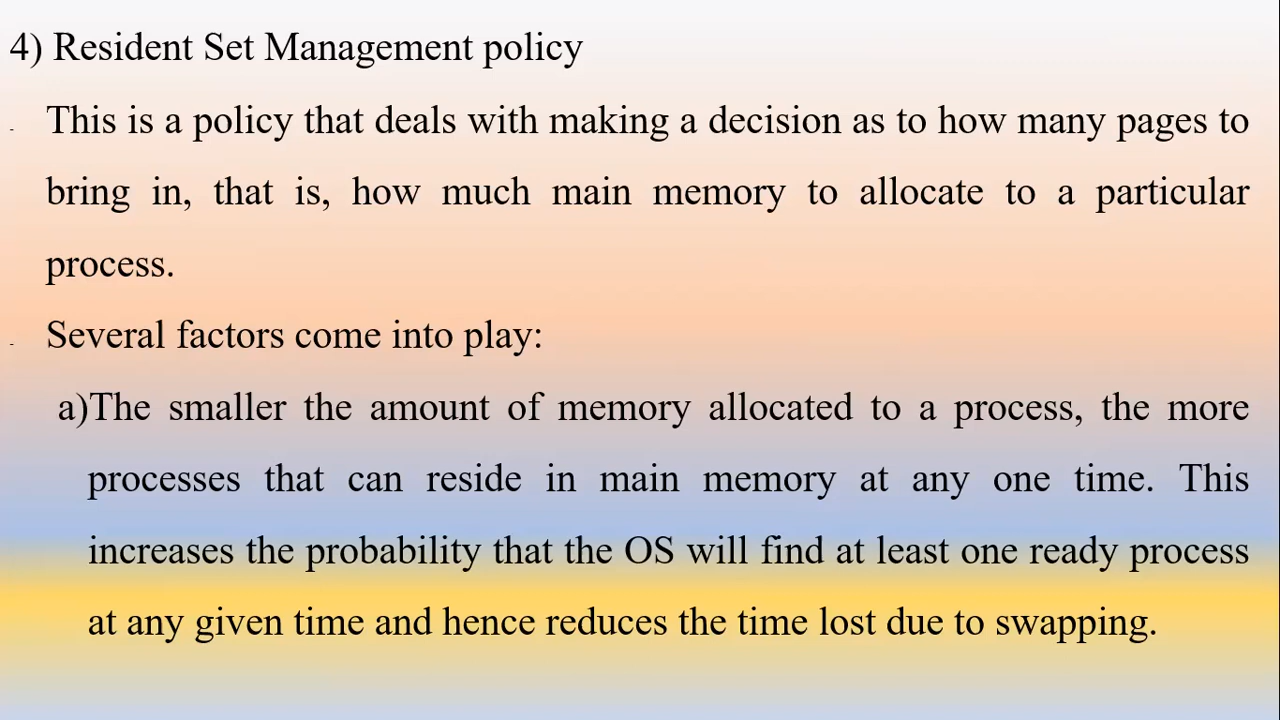 4) Resident Set Management policy
- This is a policy that deals with making a decision as to how many pages to
bring in, that is, how much main memory to allocate to a particular
process.
- Several factors come into play:
a)The smaller the amount of memory allocated to a process, the more
processes that can reside in main memory at any one time. This
increases the probability that the OS will find at least one ready process
at any given time and hence reduces the time lost due to swapping.